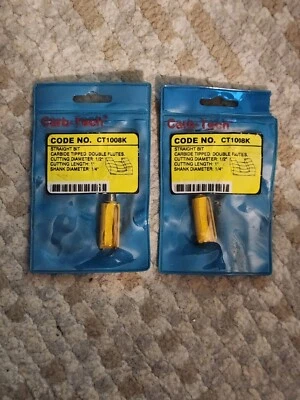 Carb-Tech
CODE NO. CT1008K
STRAIGHT BIT
CARBIDE TIPPED DOUBLE FLUTES
CUTTING DIAMETER: 1/2"
CUTTING LENGTH: 1"
SHANK DIAMETER: 1/4"
Carb-Tech
CODE NO. CT1008K
STRAIGHT BIT
CARBIDE TIPPED DOUBLE FLUTES
CUTTING DIAMETER: 1/2"
CUTTING LENGTH: 1"
SHANK DIAMETER: 1/4"